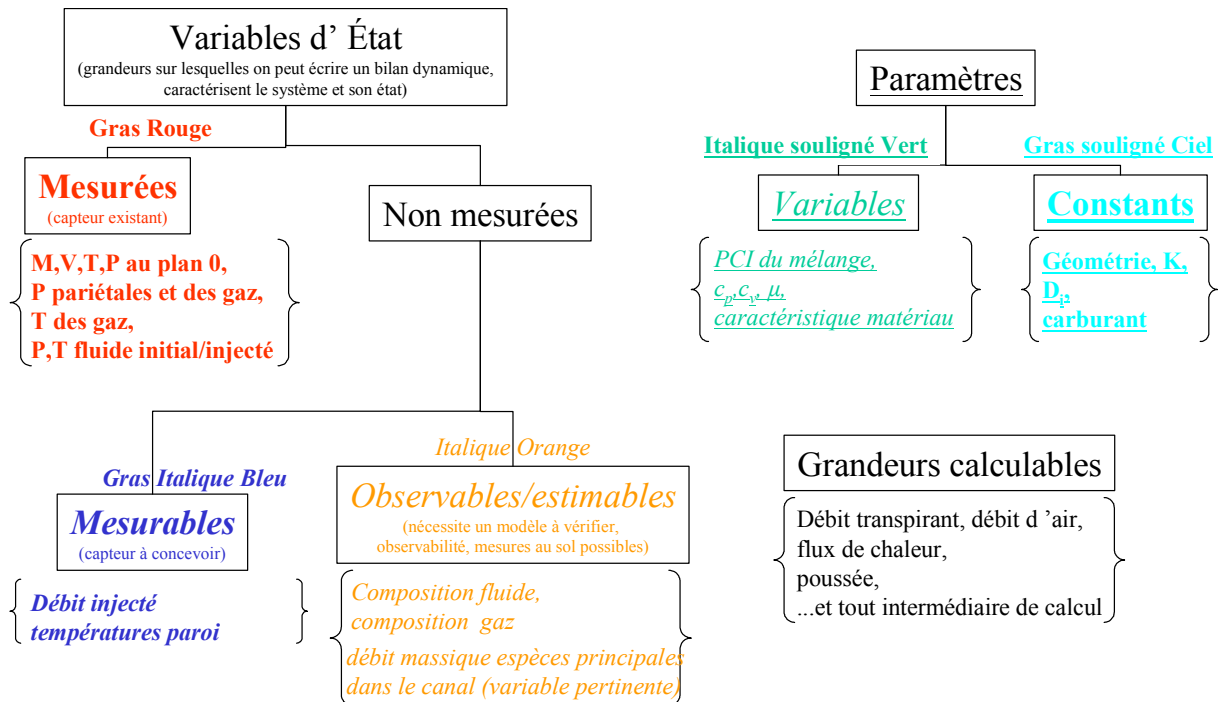 Variables d’ État
(grandeurs sur lesquelles on peut écrire un bilan dynamique,
caractérisent le système et son état)
Gras Rouge
Mesurées
(capteur existant)
M,V,T,P au plan 0,
P pariétales et des gaz,
T des gaz,
P,T fluide initial/injecté
Non mesurées
Gras Italique Bleu
Mesurables
(capteur à concevoir)
Débit injecté
températures paroi
Italique Orange
Observables/estimables
(nécessite un modèle à vérifier,
observabilité, mesures au sol possibles)
Composition fluide,
composition gaz
débit massique espèces principales
dans le canal (variable pertinente)
Paramètres
Italique souligné Vert
Variables
PCI du mélange,
cp,cv, μ,
caractéristique matériau
Gras souligné Ciel
Constants
Géométrie, K,
Di,
carburant
Grandeurs calculables
Débit transpirant, débit d ’air,
flux de chaleur,
poussée,
...et tout intermédiaire de calcul